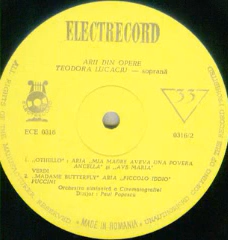 ELECTRECORD
ARII DIN OPERE
TEODORA LUCACIU — soprană
ECE 0310
33
0310/2
1. „OTHELLO": ARIA „MIA MADRE AVEVA UNA POVERA
ANCELLA" și „AVE MARIA"
VERDI
2. „MADAME BUTTERFLY" ARIA „PICCOLO IDDIO"
PUCCINI
Orchestra simfonică a Cinematografiei
Dirijor: Paul Popescu
MADE IN ROMANIA